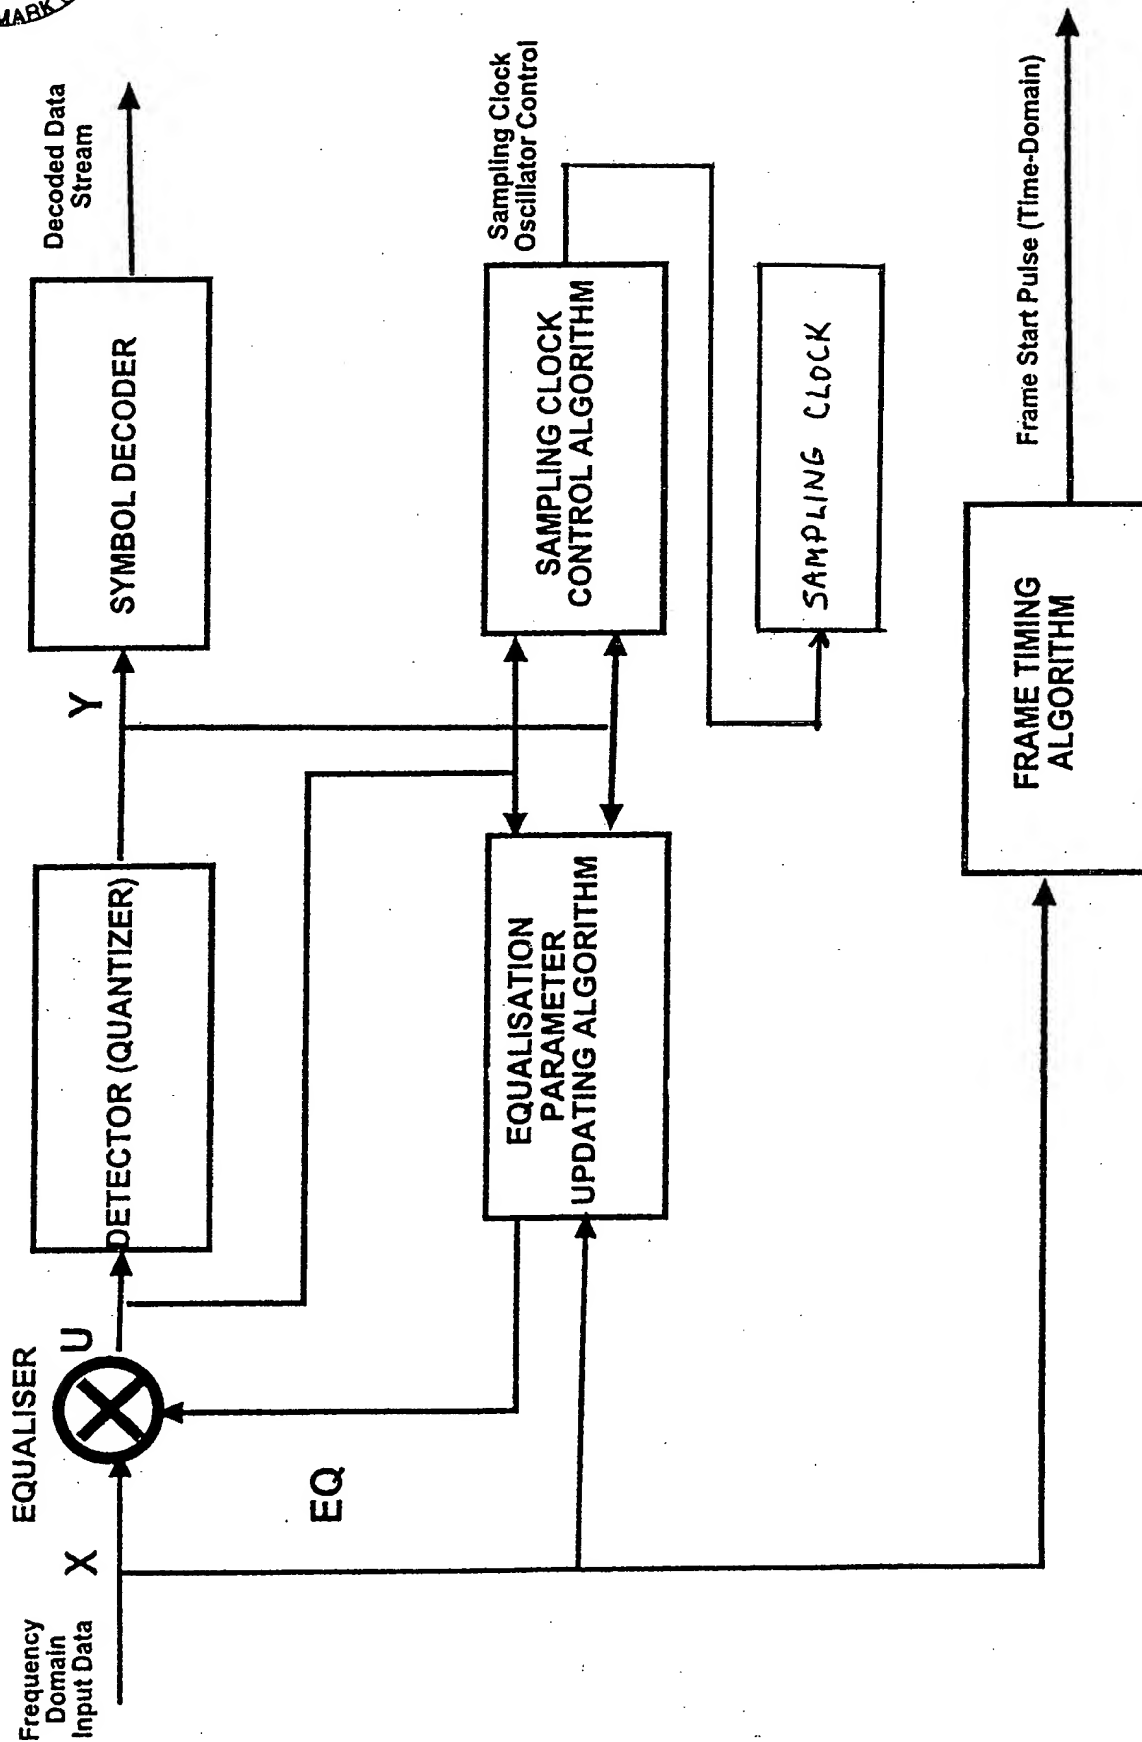 MARK
Frequency
Domain
Input Data
X
EQUALISER
U
DETECTOR (QUANTIZER)
Y
SYMBOL DECODER
Decoded Data
Stream
EQ
EQUALISATION
PARAMETER
UPDATING ALGORITHM
SAMPLING CLOCK
CONTROL ALGORITHM
Sampling Clock
Oscillator Control
SAMPLING CLOCK
FRAME TIMING
ALGORITHM
Frame Start Pulse (Time-Domain)